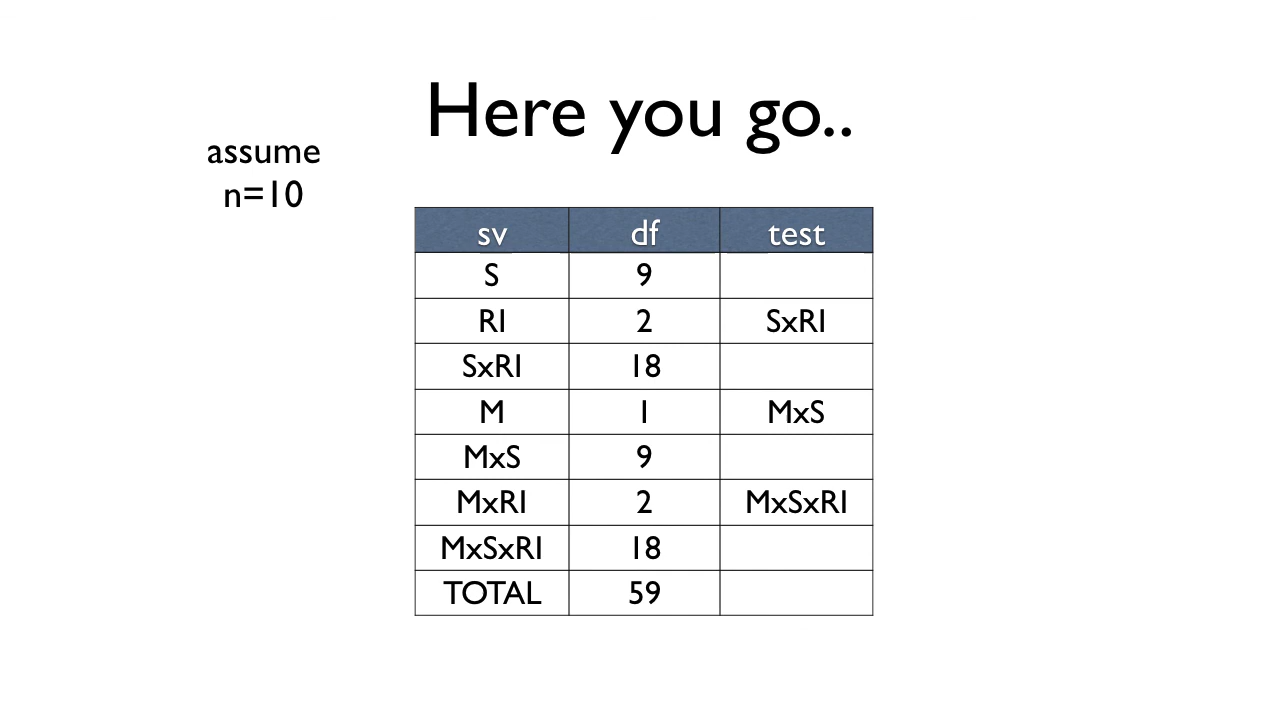 Here you go..
assume
n=10
sv df test
S 9
RI 2 SxRI
SxRI 18
M 1 MxS
MxS 9
MxRI 2 MxSxRI
MxSxRI 18
TOTAL 59